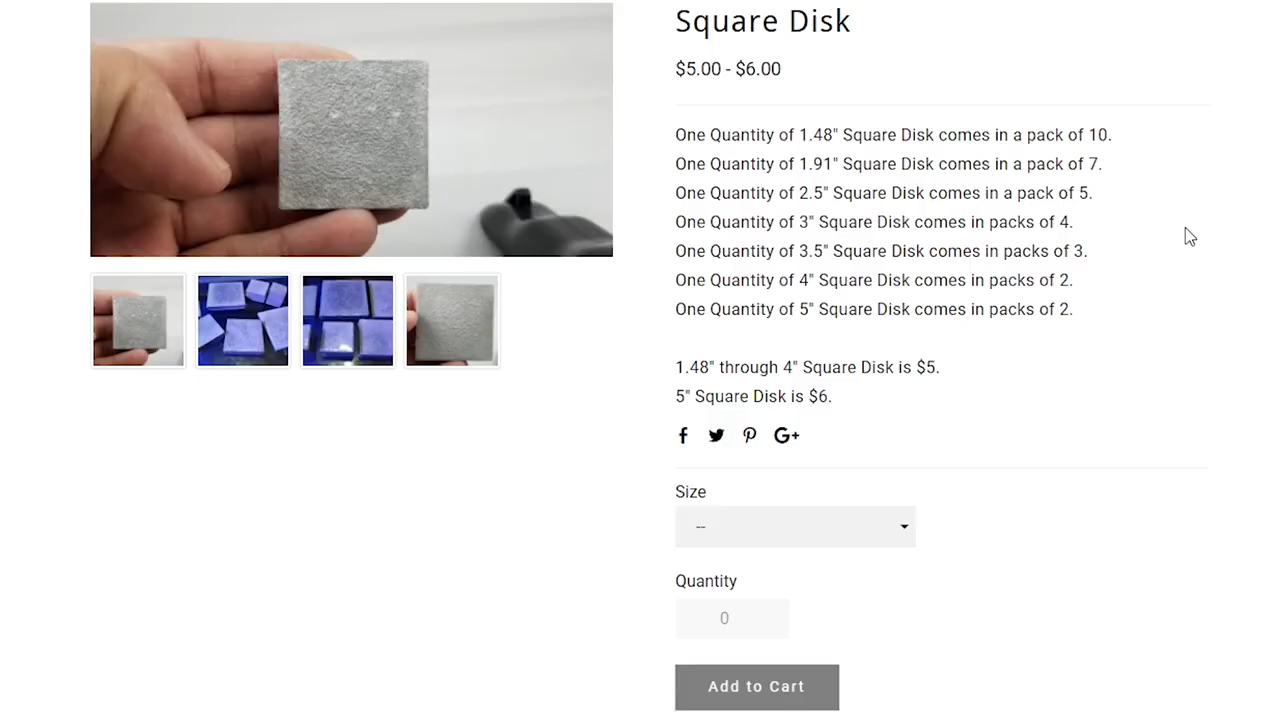 Square Disk
$5.00 - $6.00
One Quantity of 1.48" Square Disk comes in a pack of 10.
One Quantity of 1.91" Square Disk comes in a pack of 7.
One Quantity of 2.5" Square Disk comes in a pack of 5.
One Quantity of 3" Square Disk comes in packs of 4.
One Quantity of 3.5" Square Disk comes in packs of 3.
One Quantity of 4" Square Disk comes in packs of 2.
One Quantity of 5" Square Disk comes in packs of 2.
1.48" through 4" Square Disk is $5.
5" Square Disk is $6.
G+
Size
--
Quantity
0
Add to Cart